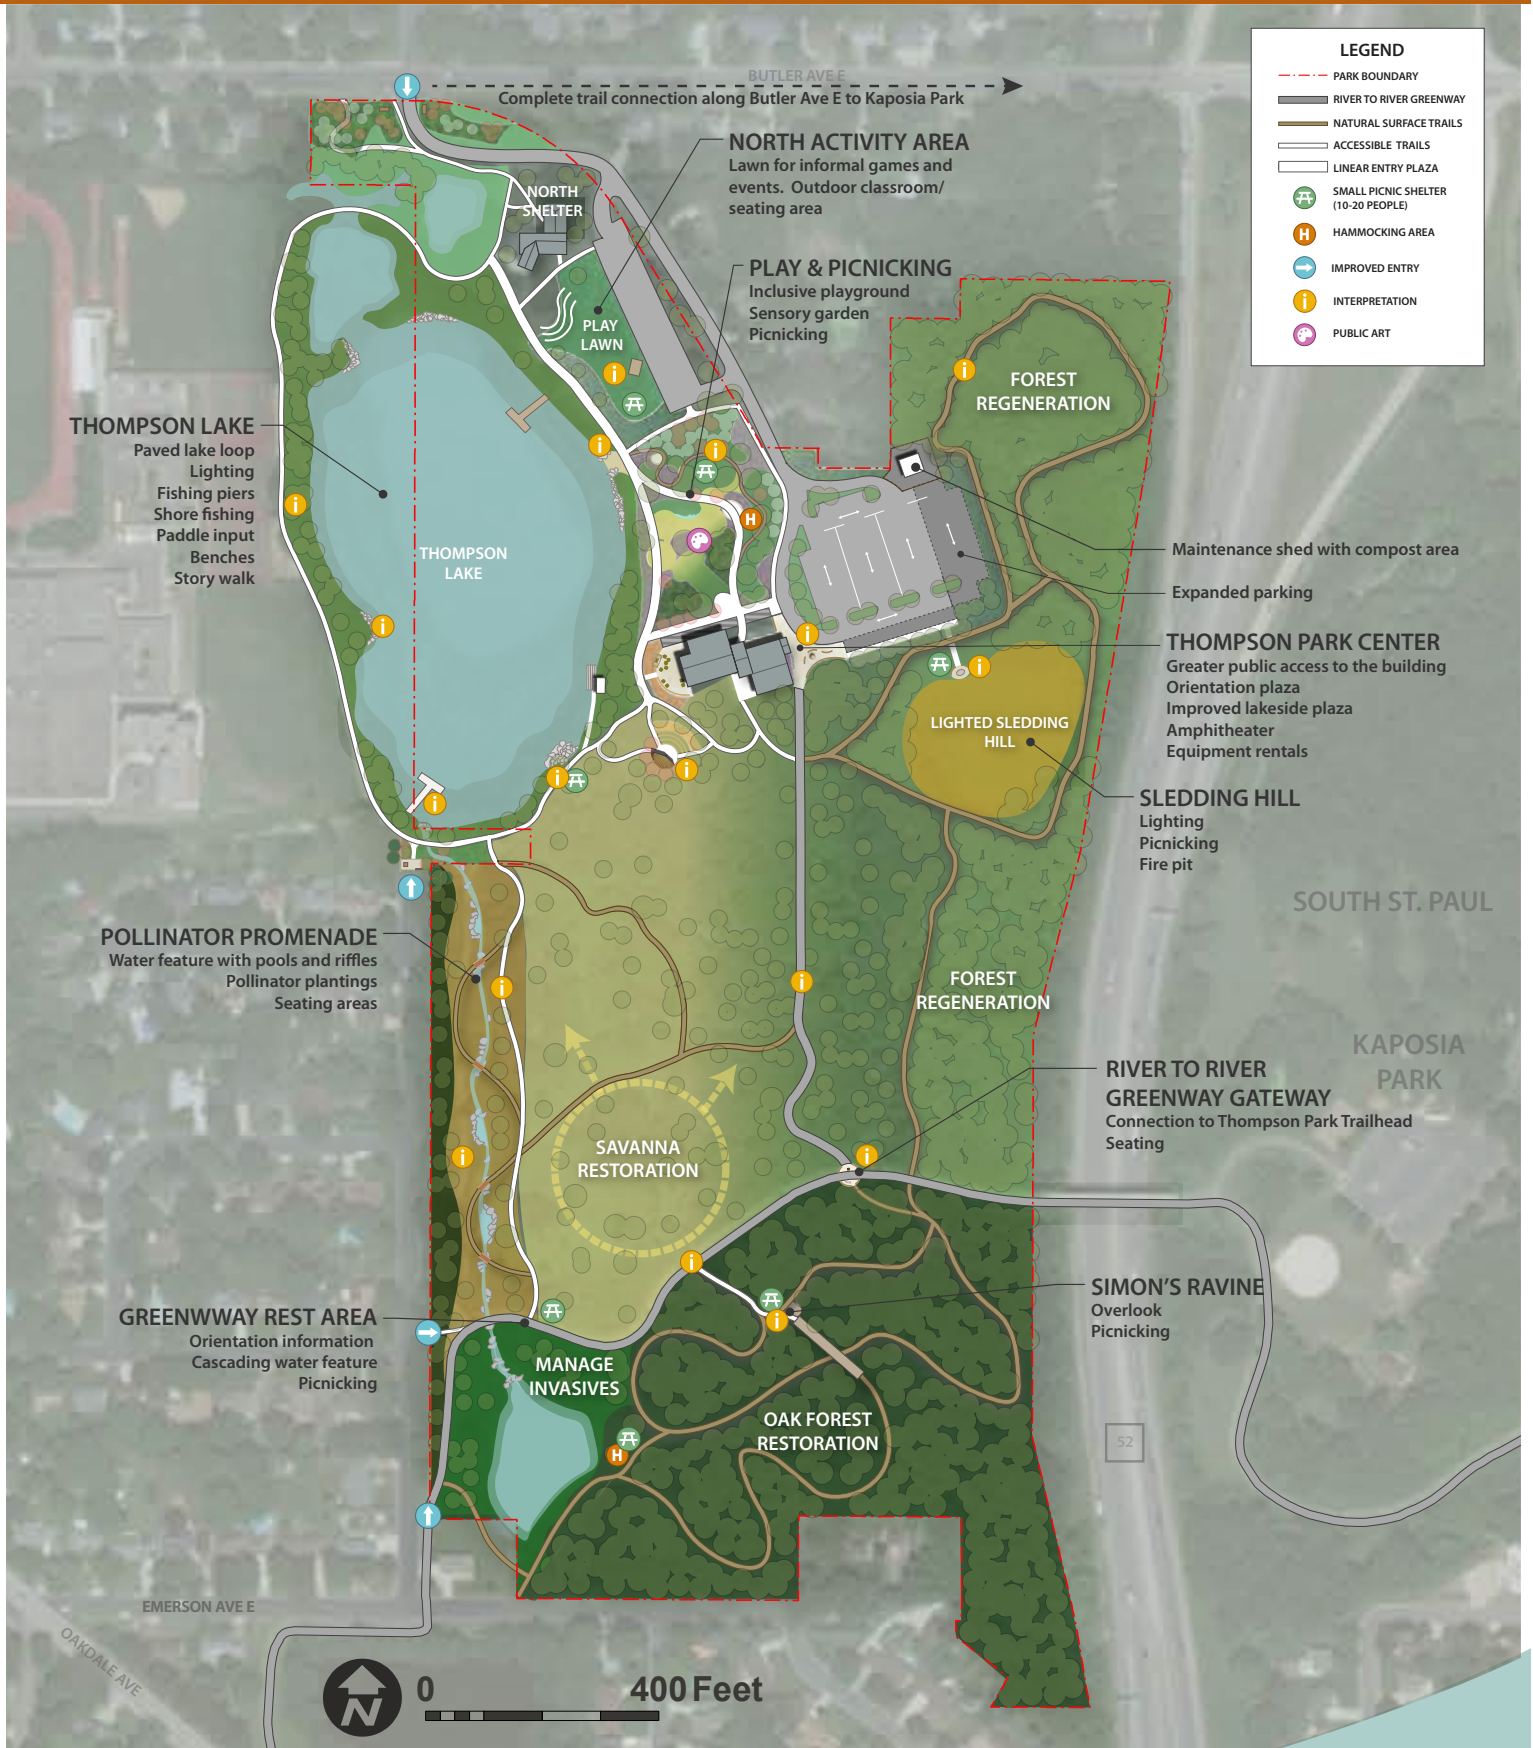 BUTLER AVE E
Complete trail connection along Butler Ave E to Kaposia Park
LEGEND
PARK BOUNDARY
RIVER TO RIVER GREENWAY
NATURAL SURFACE TRAILS
ACCESSIBLE TRAILS
LINEAR ENTRY PLAZA
SMALL PICNIC SHELTER
(10-20 PEOPLE)
H
HAMMOCKING AREA
IMPROVED ENTRY
i
INTERPRETATION
PUBLIC ART
NORTH ACTIVITY AREA
Lawn for informal games and
events. Outdoor classroom/
seating area
NORTH
SHELTER
PLAY & PICNICKING
Inclusive playground
Sensory garden
Picnicking
PLAY
LAWN
FOREST
REGENERATION
THOMPSON LAKE
Paved lake loop
Lighting
Fishing piers
Shore fishing
Paddle input
Benches
Story walk
THOMPSON
LAKE
H
Maintenance shed with compost area
Expanded parking
THOMPSON PARK CENTER
Greater public access to the building
Orientation plaza
Improved lakeside plaza
Amphitheater
Equipment rentals
LIGHTED SLEDDING
HILL
SLEDDING HILL
Lighting
Picnicking
Fire pit
SOUTH ST. PAUL
POLLINATOR PROMENADE
Water feature with pools and riffles
Pollinator plantings
Seating areas
FOREST
REGENERATION
KAPOSIA
PARK
RIVER TO RIVER
GREENWAY GATEWAY
Connection to Thompson Park Trailhead
Seating
SAVANNA
RESTORATION
SIMON'S RAVINE
Overlook
Picnicking
GREENWWAY REST AREA
Orientation information
Cascading water feature
Picnicking
MANAGE
INVASIVES
OAK FOREST
RESTORATION
H
52
EMERSON AVE E
OAKDALE AVE
N
0 400 Feet